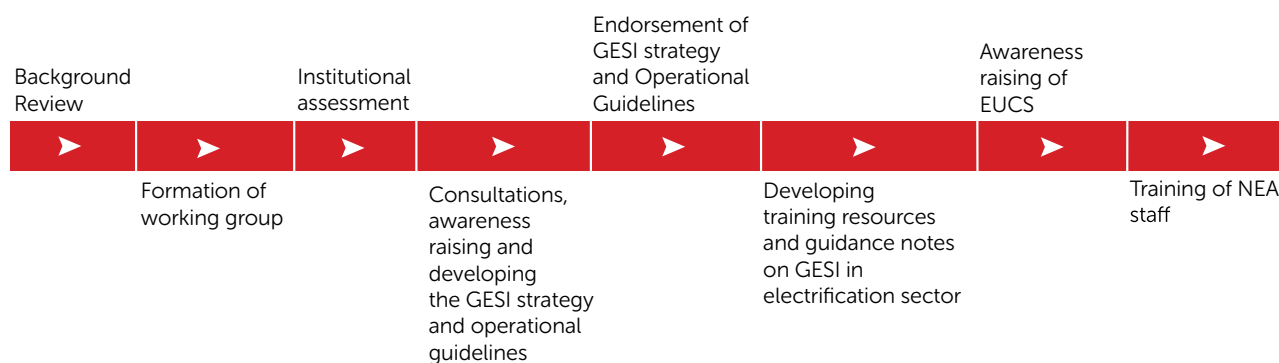 Background
Review
Formation of
working group
Institutional
assessment
Consultations,
awareness
raising and
developing
the GESI strategy
and operational
guidelines
Endorsement of
GESI strategy
and Operational
Guidelines
Developing
training resources
and guidance notes
on GESI in
electrification sector
Awareness
raising of
EUCS
Training of NEA
staff